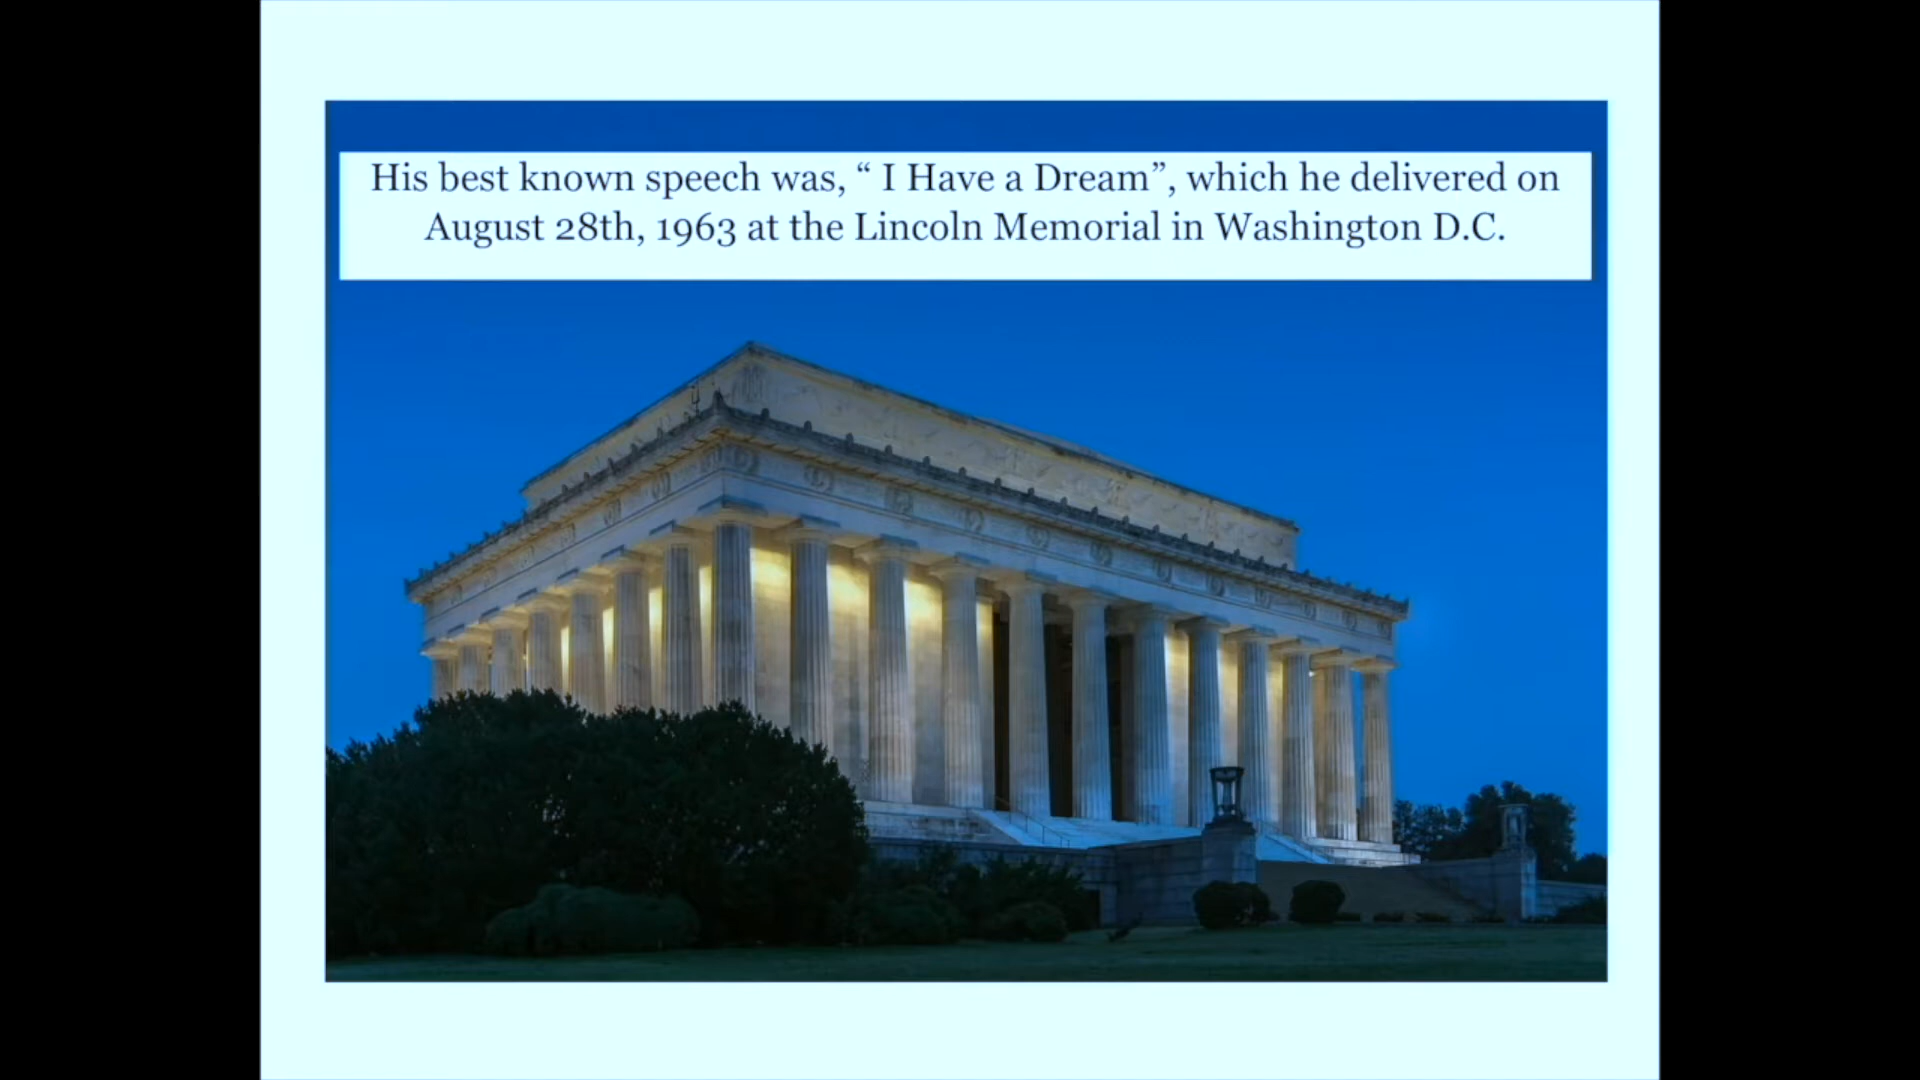 His best known speech was, “ I Have a Dream”, which he delivered on
August 28th, 1963 at the Lincoln Memorial in Washington D.C.